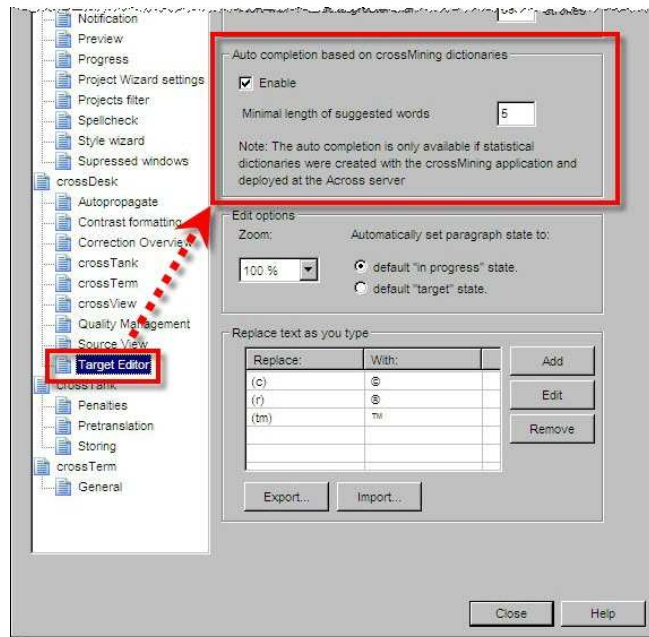 Notification
Preview
Progress
Project Wizard settings
Projects filter
Spellcheck
Style wizard
Supressed windows
crossDesk
Autopropagate
Contrast formatting
Correction Overview
crossTank
crossTerm
crossView
Quality Management
Source View
Target Editor
crossTank
Penalties
Pretranslation
Storing
crossTerm
General
strokes
Auto completion based on crossMining dictionaries
Enable
Minimal length of suggested words 5
Note: The auto completion is only available if statistical
dictionaries were created with the crossMining application and
deployed at the Across server
Edit options
Zoom: Automatically set paragraph state to:
100 % default "in progress" state.
default "target" state.
Replace text as you type
Replace: With: Add
(c) ©
(r) ® Edit
(tm) ™
Remove
Export... Import...
Close Help